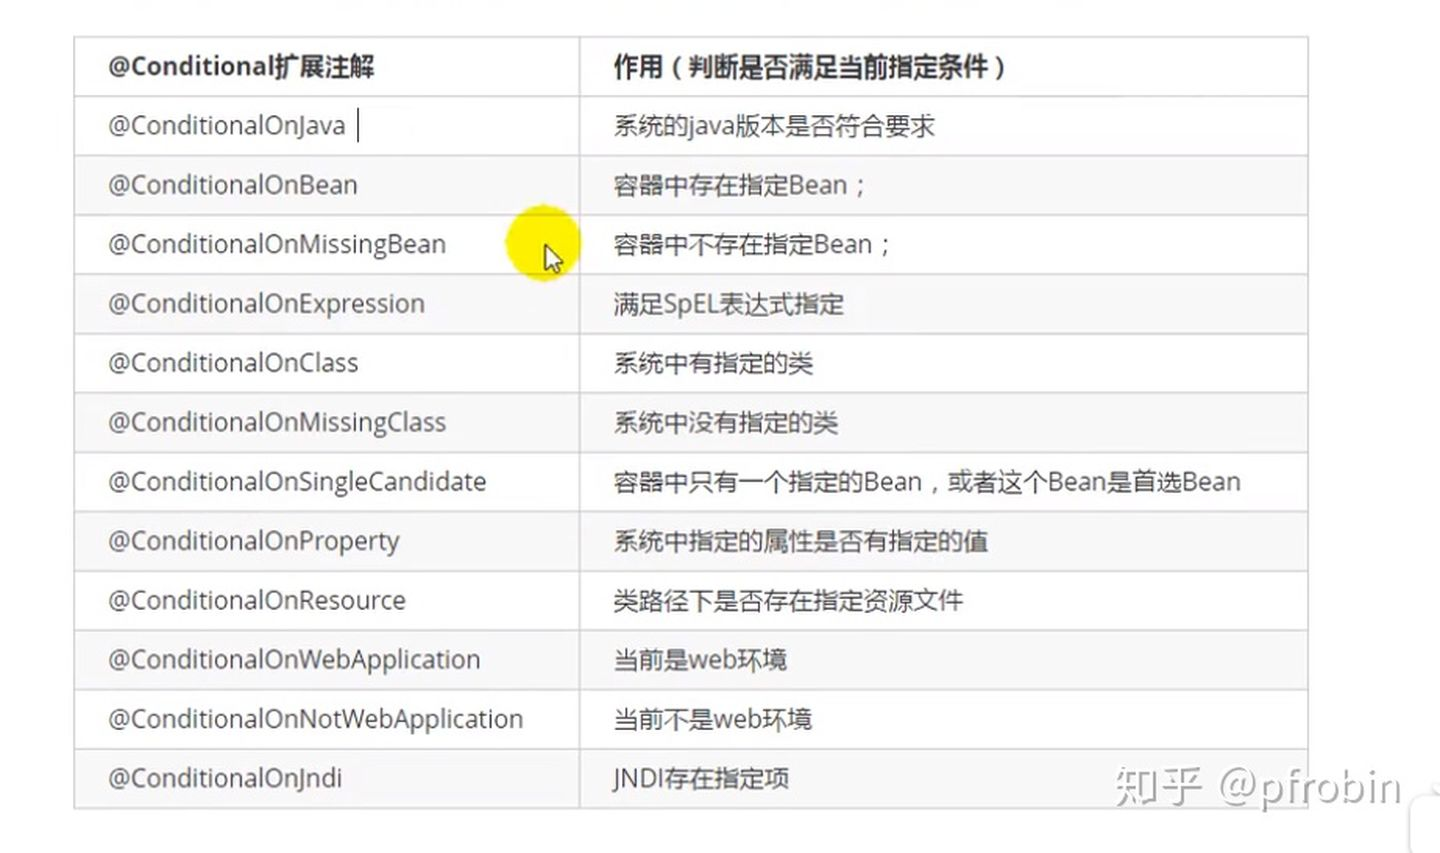 @Conditional扩展注解 作用（判断是否满足当前指定条件）
@ConditionalOnJava 系统的java版本是否符合要求
@ConditionalOnBean 容器中存在指定Bean；
@ConditionalOnMissingBean 容器中不存在指定Bean；
@ConditionalOnExpression 满足SpEL表达式指定
@ConditionalOnClass 系统中有指定的类
@ConditionalOnMissingClass 系统中没有指定的类
@ConditionalOnSingleCandidate 容器中只有一个指定的Bean，或者这个Bean是首选Bean
@ConditionalOnProperty 系统中指定的属性是否有指定的值
@ConditionalOnResource 类路径下是否存在指定资源文件
@ConditionalOnWebApplication 当前是web环境
@ConditionalOnNotWebApplication 当前不是web环境
@ConditionalOnJndi JNDI存在指定项
知乎 @pfrobin